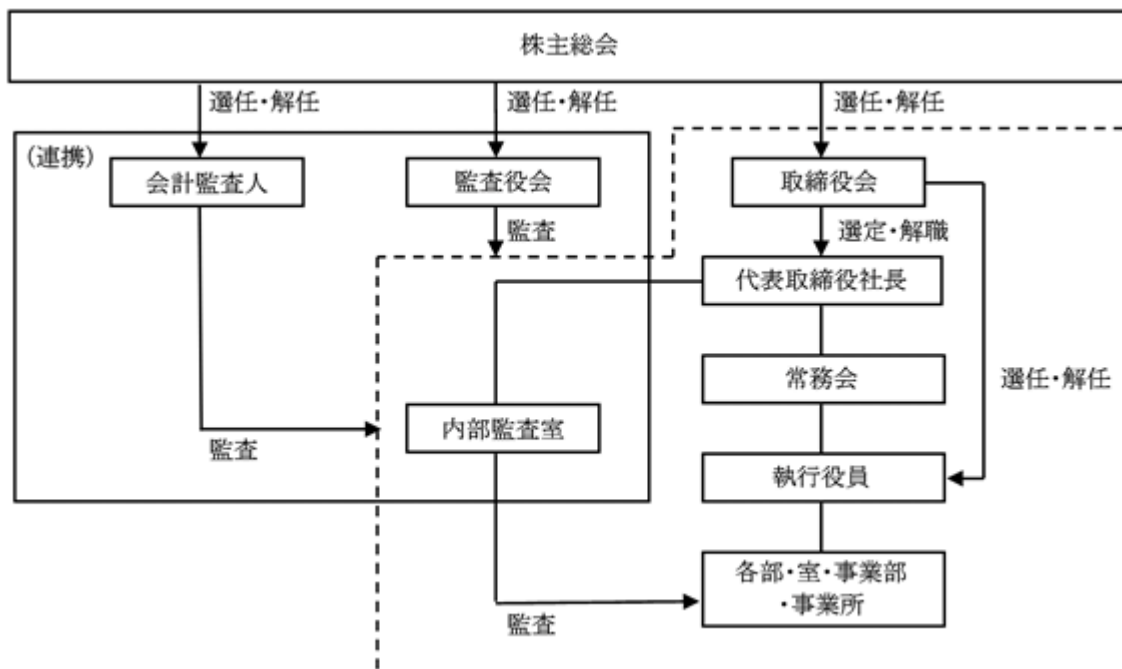 株主総会
選任・解任
選任・解任
選任・解任
(連携)
会計監査人
監査役会
取締役会
監査
選定・解職
代表取締役社長
常務会
選任・解任
内部監査室
監査
執行役員
各部・室・事業部
・事業所
監査